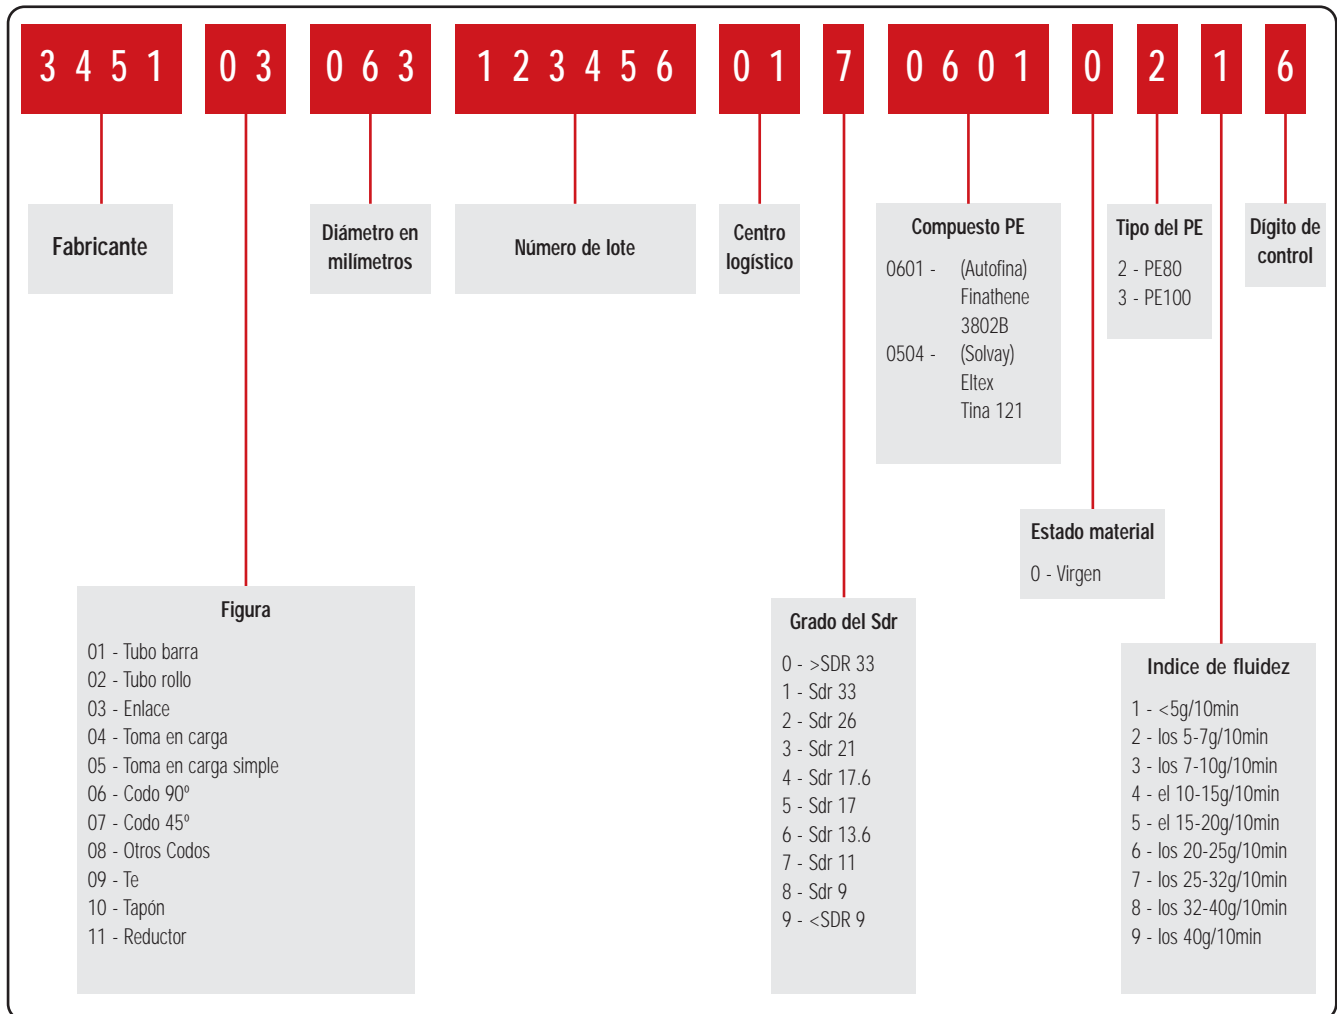 3 4 5 1 0 3 0 6 3 1 2 3 4 5 6 0 1 7 0 6 0 1 0 2 1 6
Fabricante
Diámetro en
milímetros
Número de lote
Centro
logístico
Compuesto PE
0601 - (Autofina)
Finathene
3802B
0504 - (Solvay)
Eltex
Tina 121
Tipo del PE
2 - PE80
3 - PE100
Dígito de
control
Estado material
0 - Virgen
Figura
01 - Tubo barra
02 - Tubo rollo
03 - Enlace
04 - Toma en carga
05 - Toma en carga simple
06 - Codo 90º
07 - Codo 45º
08 - Otros Codos
09 - Te
10 - Tapón
11 - Reductor
Grado del Sdr
0 - >SDR 33
1 - Sdr 33
2 - Sdr 26
3 - Sdr 21
4 - Sdr 17.6
5 - Sdr 17
6 - Sdr 13.6
7 - Sdr 11
8 - Sdr 9
9 - <SDR 9
Indice de fluidez
1 - <5g/10min
2 - los 5-7g/10min
3 - los 7-10g/10min
4 - el 10-15g/10min
5 - el 15-20g/10min
6 - los 20-25g/10min
7 - los 25-32g/10min
8 - los 32-40g/10min
9 - los 40g/10min